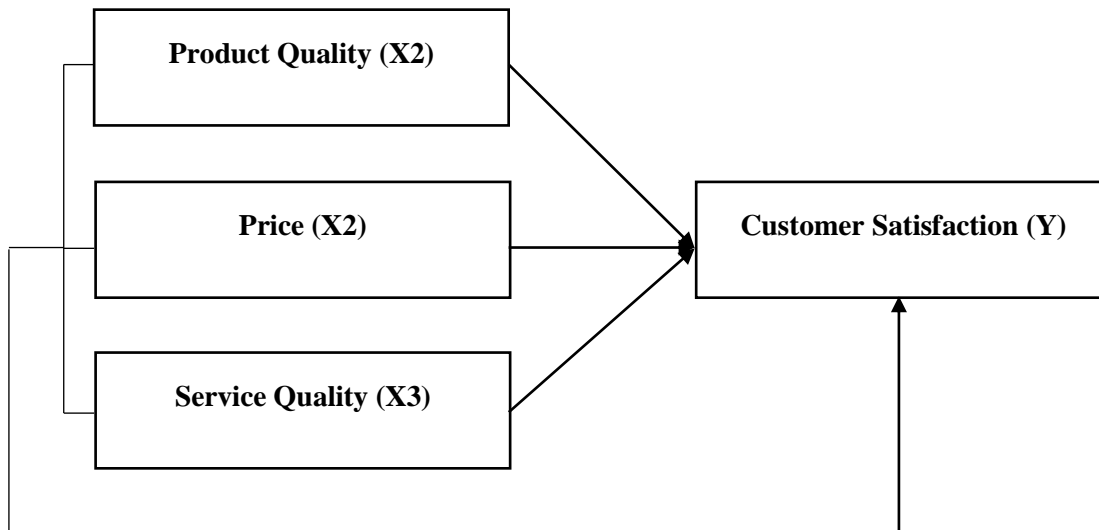 Product Quality (X2)
Price (X2)
Customer Satisfaction (Y)
Service Quality (X3)